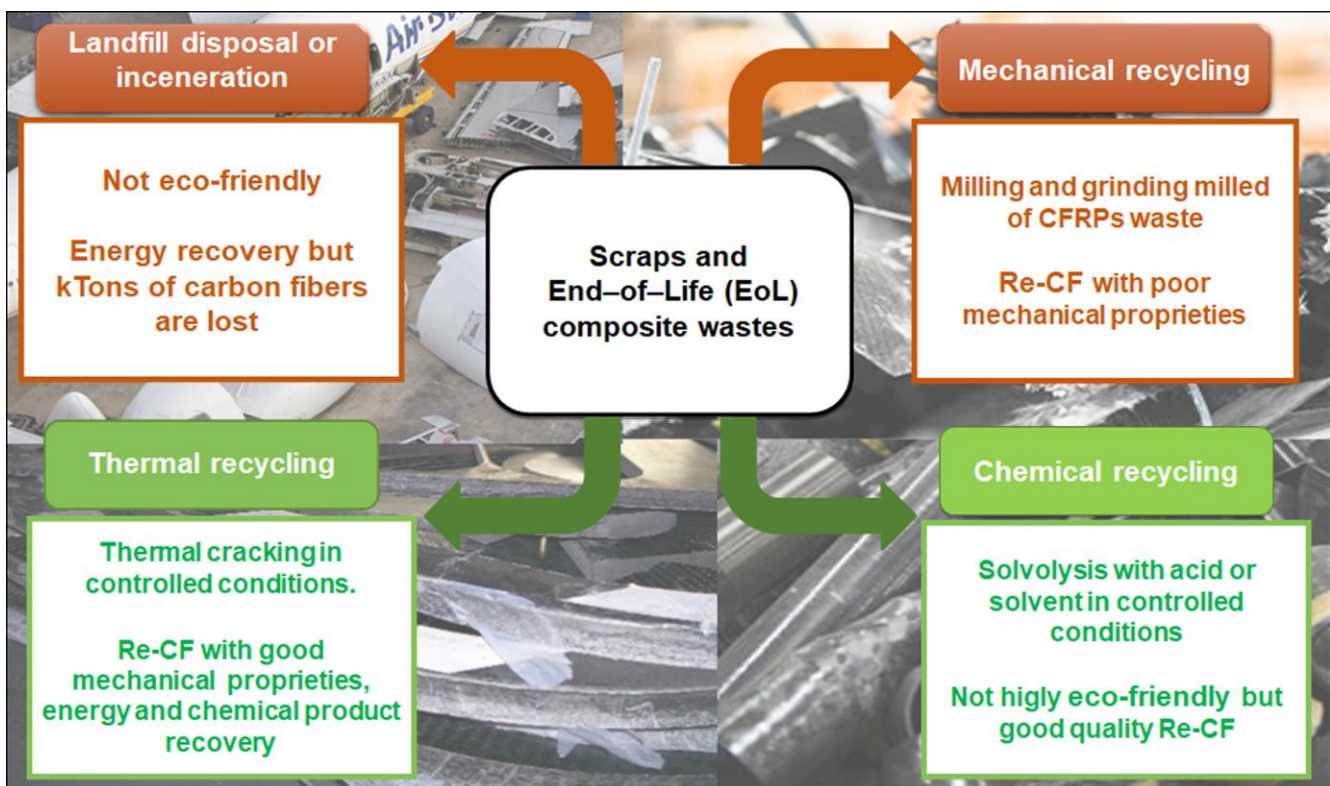 Landfill disposal or
inceneration
Not eco-friendly
Energy recovery but
kTons of carbon fibers
are lost
Mechanical recycling
Milling and grinding milled
of CFRPs waste
Re-CF with poor
mechanical proprieties
Scraps and
End–of–Life (EoL)
composite wastes
Thermal recycling
Thermal cracking in
controlled conditions.
Re-CF with good
mechanical proprieties,
energy and chemical product
recovery
Chemical recycling
Solvolysis with acid or
solvent in controlled
conditions
Not higly eco-friendly but
good quality Re-CF